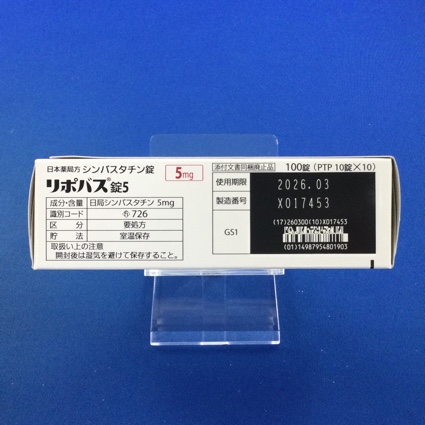 日本薬局方 シンバスタチン錠
リポバス®錠5
5mg
成分・含量 日局シンバスタチン 5mg
識別コード 726
区分 要処方
貯法 室温保存
取扱い上の注意
開封後は湿気を避けて保存すること。
添付文書同梱廃止品
100錠（PTP 10錠×10）
使用期限 2026.03
製造番号 X017453
GS1
(17)260300(10)X017453
(01)14987954801903